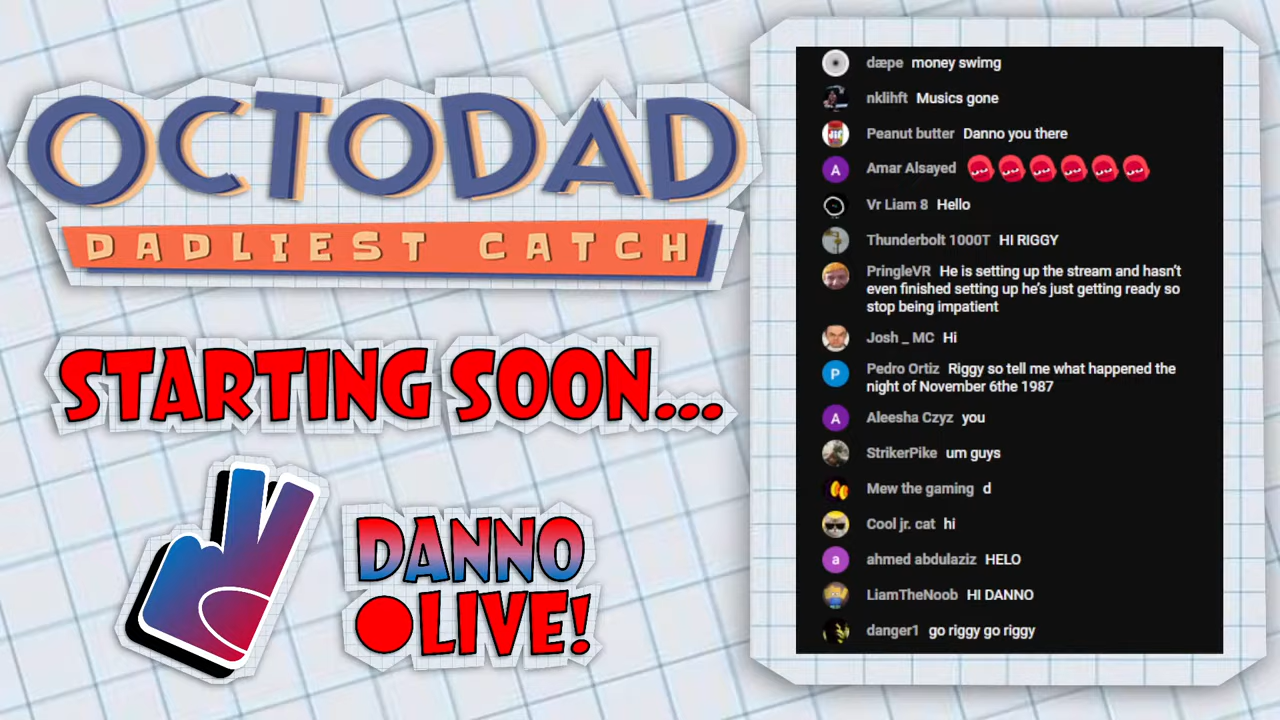 OCTODAD
DADLIEST CATCH
STARTING SOON...
DANNO
LIVE!
dæpe money swimg
nklihft Musics gone
Peanut butter Danno you there
A Amar Alsayed
Vr Liam 8 Hello
Thunderbolt 1000T HI RIGGY
PringleVR He is setting up the stream and hasn't
even finished setting up he's just getting ready so
stop being impatient
Josh _ MC Hi
P Pedro Ortiz Riggy so tell me what happened the
night of November 6the 1987
A Aleesha Czyz you
StrikerPike um guys
Mew the gaming d
Cool jr. cat hi
a ahmed abdulaziz HELO
LiamTheNoob HI DANNO
danger1 go riggy go riggy